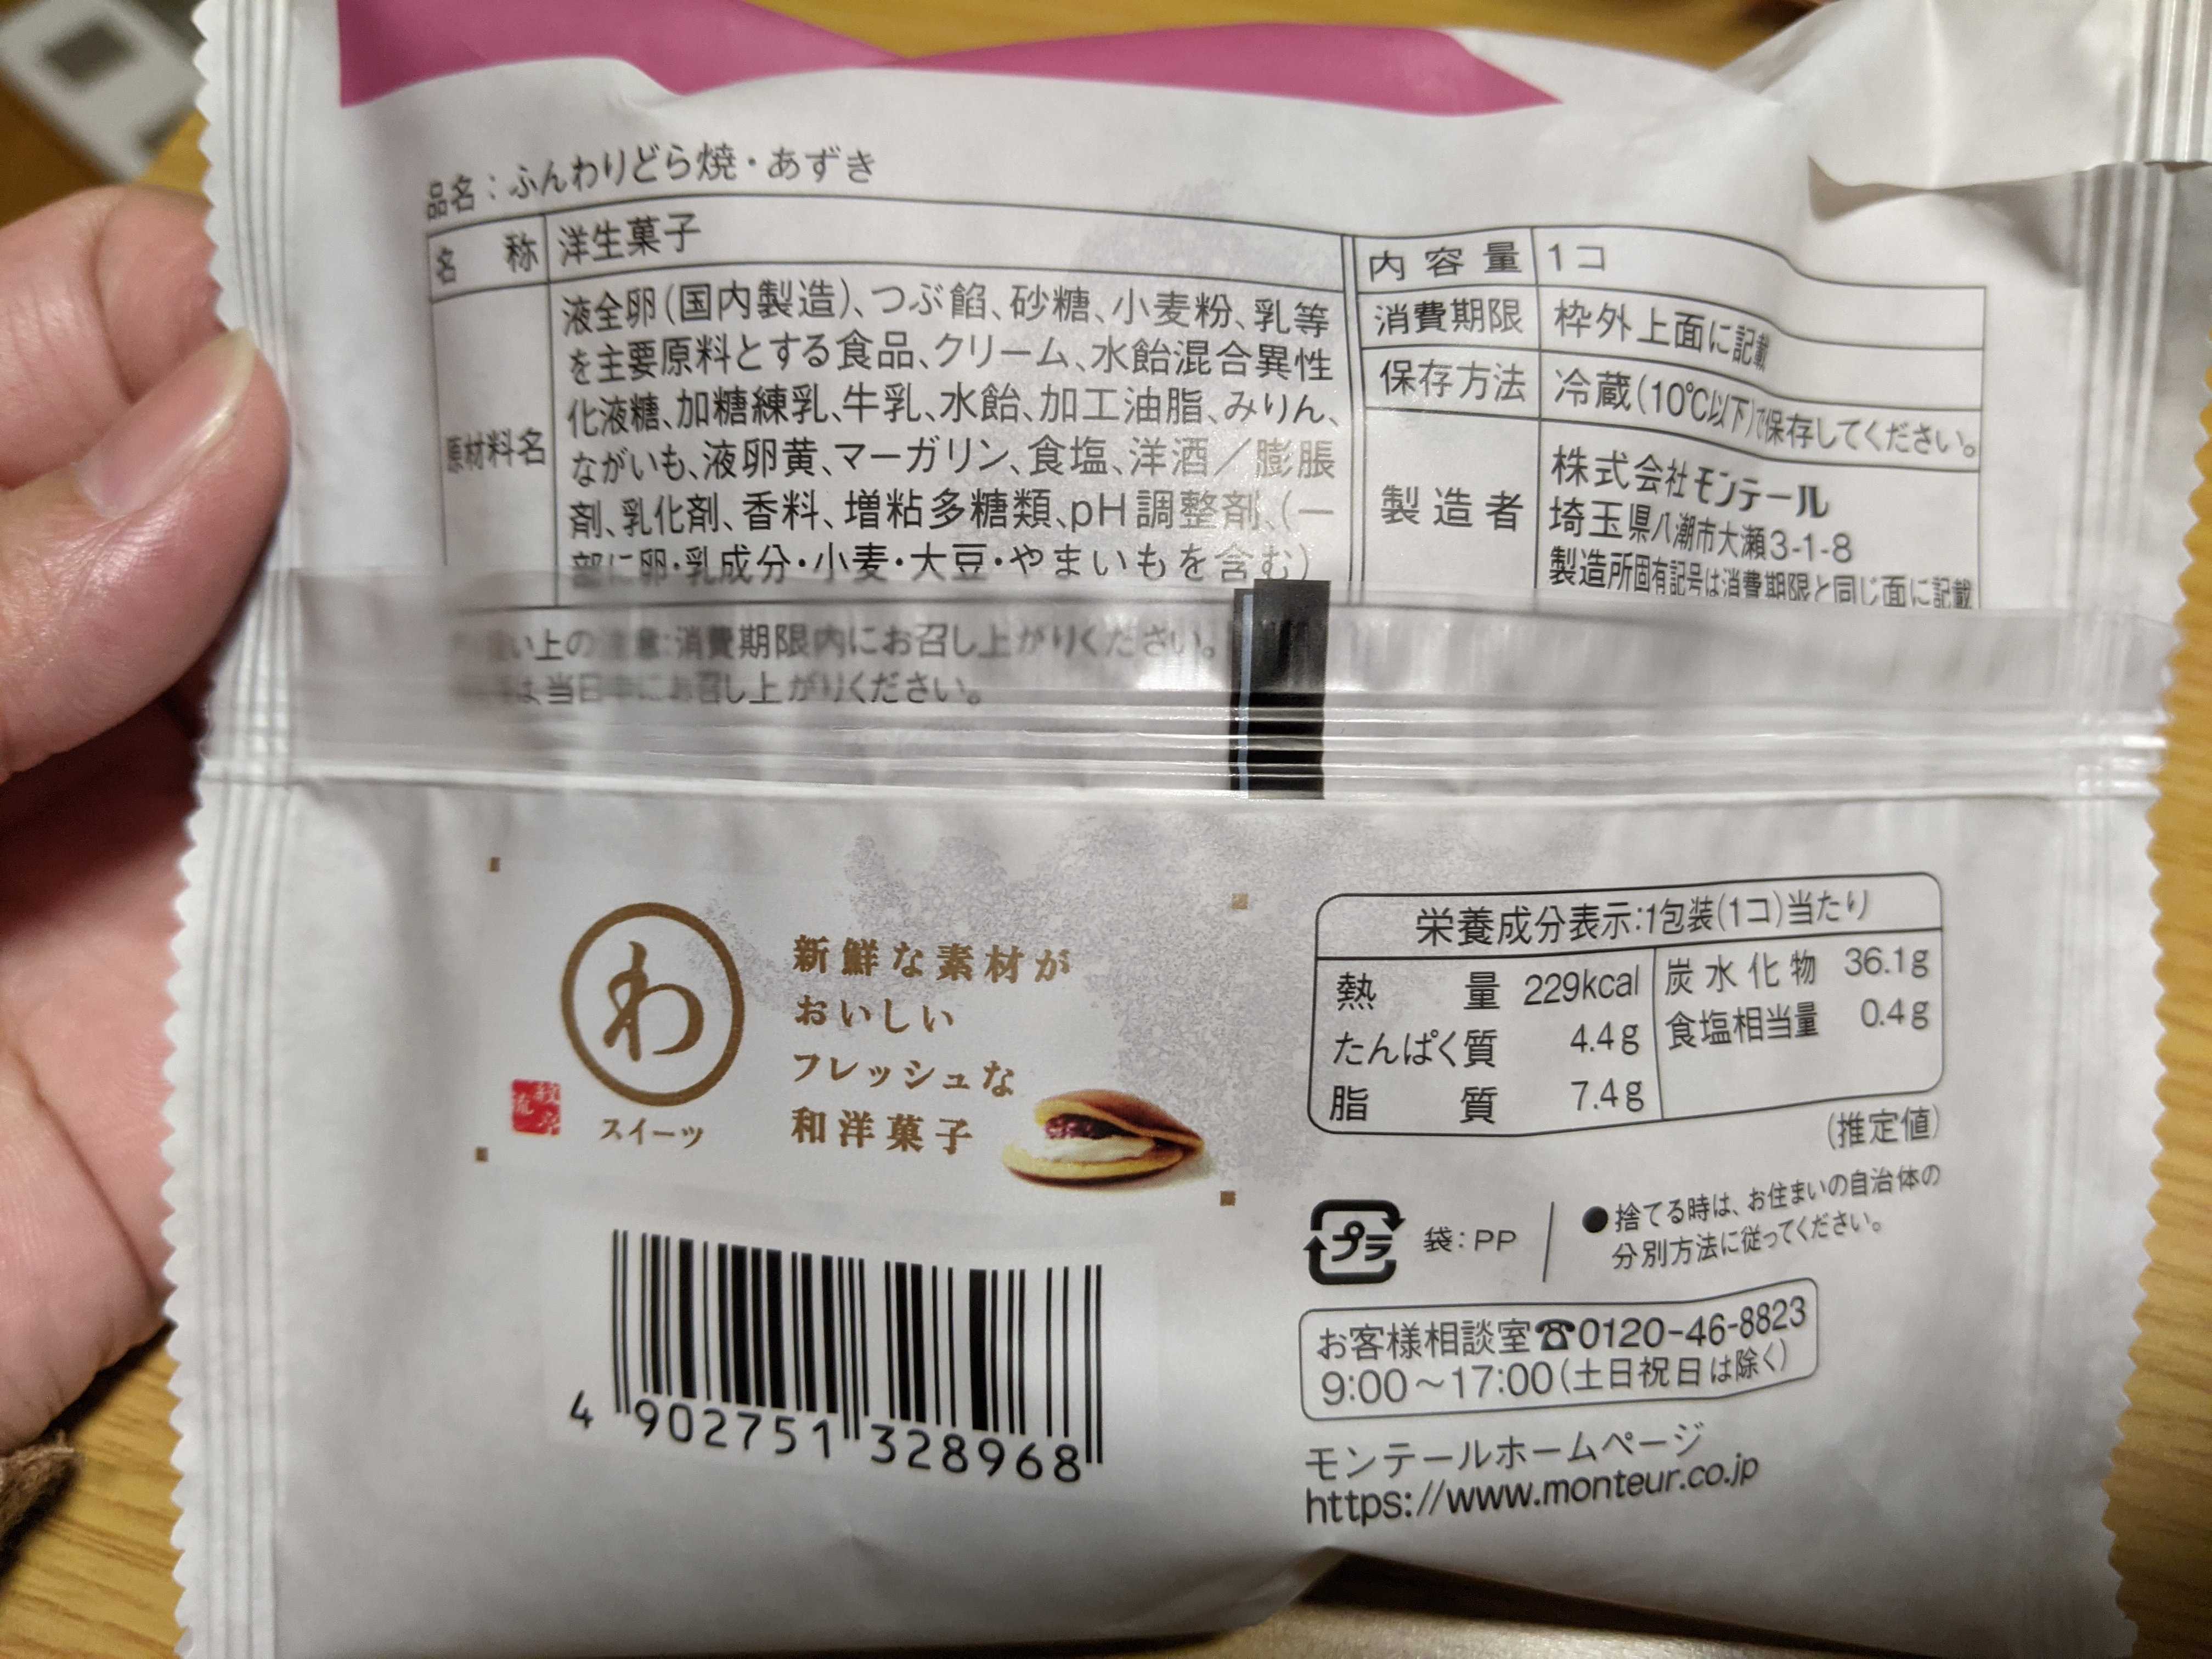 品名：ふんわりどら焼・あずき
名称 洋生菓子
原材料名
液全卵(国内製造)、つぶ餡、砂糖、小麦粉、乳等
を主要原料とする食品、クリーム、水飴混合異性
化液糖、加糖練乳、牛乳、水飴、加工油脂、みりん、
ながいも、液卵黄、マーガリン、食塩、洋酒／膨脹
剤、乳化剤、香料、増粘多糖類、pH調整剤、(一
部に卵・乳成分・小麦・大豆・やまいもを含む)
内容量 1コ
消費期限 枠外上面に記載
保存方法 冷蔵(10℃以下)で保存してください。
製造者
株式会社モンテール
埼玉県八潮市大瀬3-1-8
製造所固有記号は消費期限と同じ面に記載
い上の 意:消費期限内にお召し上がりください。
は当日中にお召し上がりください。
わ
スイーツ
新鮮な素材が
おいしい
フレッシュな
和洋菓子
栄養成分表示:1包装(1コ)当たり
熱量 229kcal 炭水化物 36.1g
たんぱく質 4.4g 食塩相当量 0.4g
脂質 7.4g
(推定値)
プラ 袋：PP
●捨てる時は、お住まいの自治体の
分別方法に従ってください。
お客様相談室☎0120-46-8823
9:00～17:00(土日祝日は除く)
モンテールホームページ
https://www.monteur.co.jp
4 902751 328968